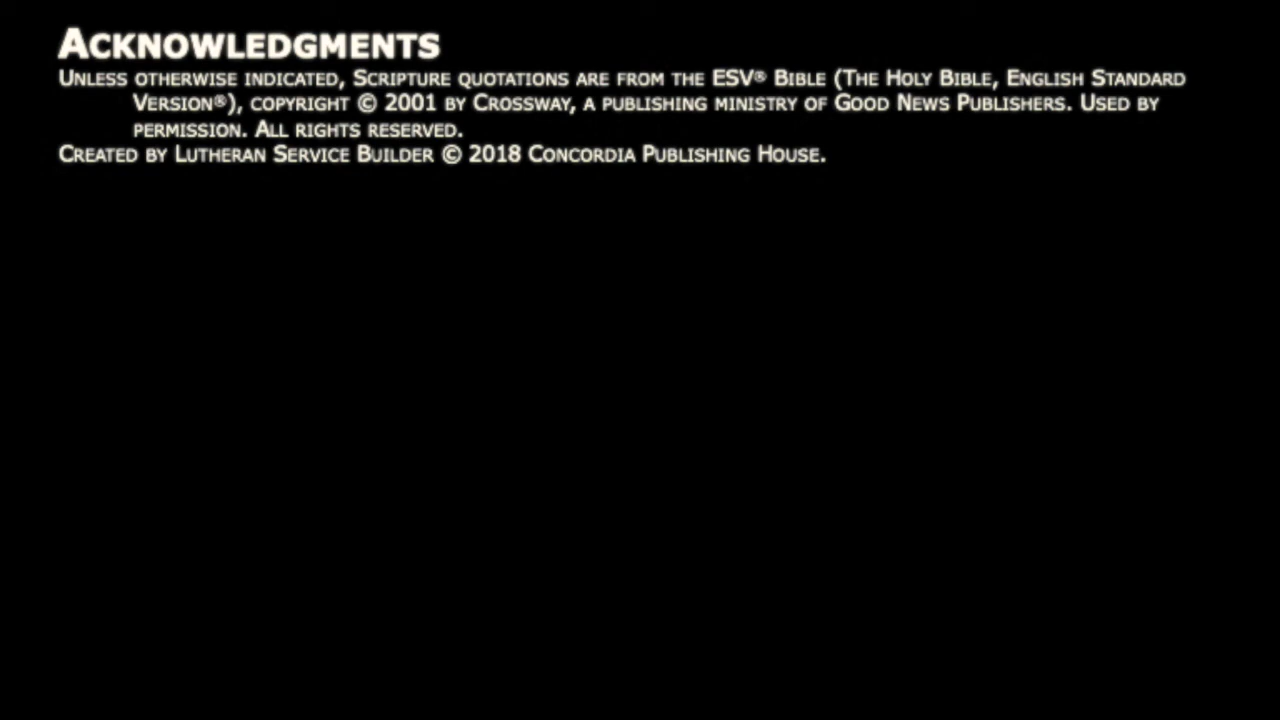 Acknowledgments
Unless otherwise indicated, Scripture quotations are from the ESV® Bible (The Holy Bible, English Standard
Version®), copyright © 2001 by Crossway, a publishing ministry of Good News Publishers. Used by
permission. All rights reserved.
Created by Lutheran Service Builder © 2018 Concordia Publishing House.